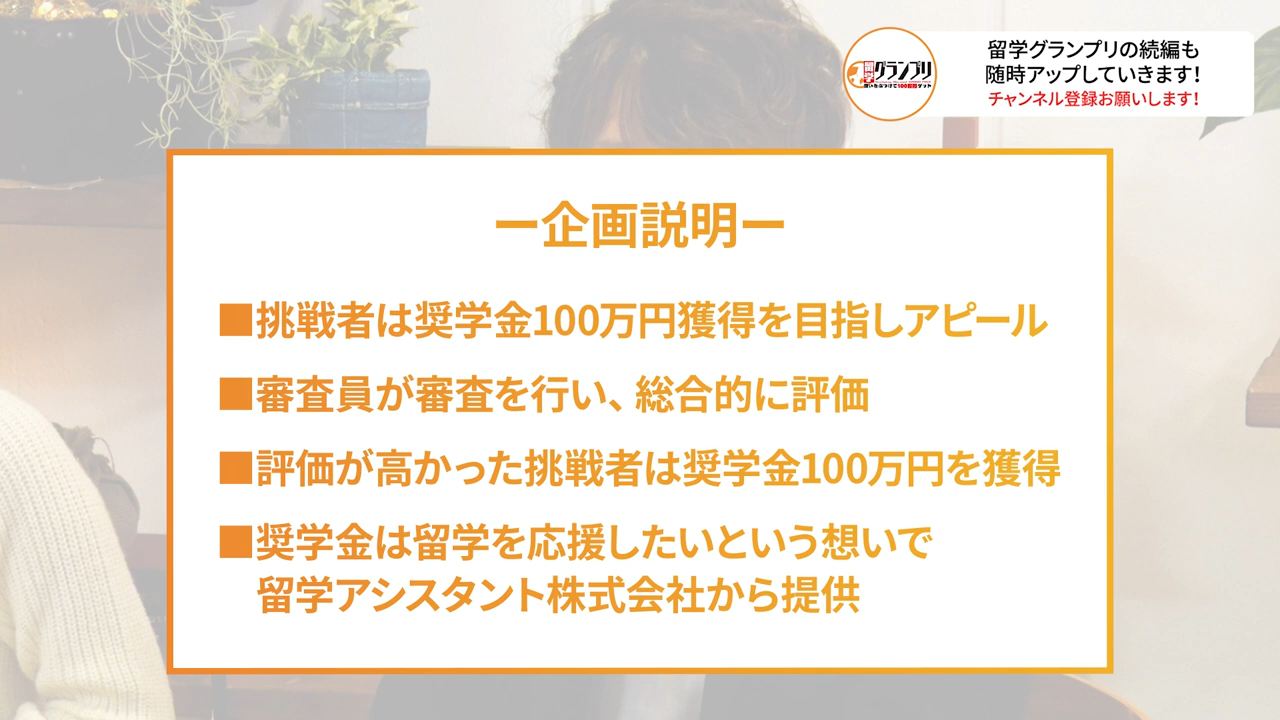 留学
グランプリ
留学グランプリの続編も
随時アップしていきます!
チャンネル登録お願いします!
ー企画説明ー
■挑戦者は奨学金100万円獲得を目指しアピール
■審査員が審査を行い、総合的に評価
■評価が高かった挑戦者は奨学金100万円を獲得
■奨学金は留学を応援したいという想いで
留学アシスタント株式会社から提供